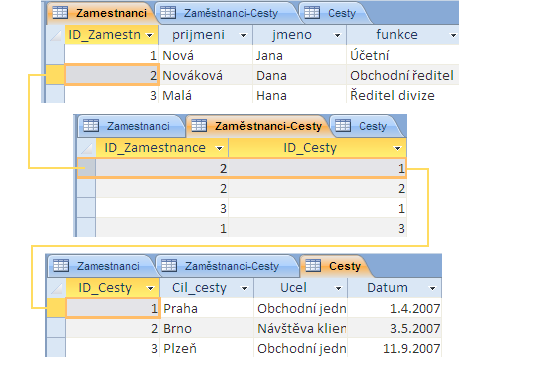 Zamestnanci Zaměstnanci-Cesty Cesty
ID_Zamestn prijmeni jmeno funkce
1 Nová Jana Účetní
2 Nováková Dana Obchodní ředitel
3 Malá Hana Ředitel divize
Zamestnanci Zaměstnanci-Cesty Cesty
ID_Zamestnance ID_Cesty
2 1
2 2
3 1
1 3
Zamestnanci Zaměstnanci-Cesty Cesty
ID_Cesty Cil_cesty Ucel Datum
1 Praha Obchodní jedn 1.4.2007
2 Brno Návštěva klien 3.5.2007
3 Plzeň Obchodní jedn 11.9.2007